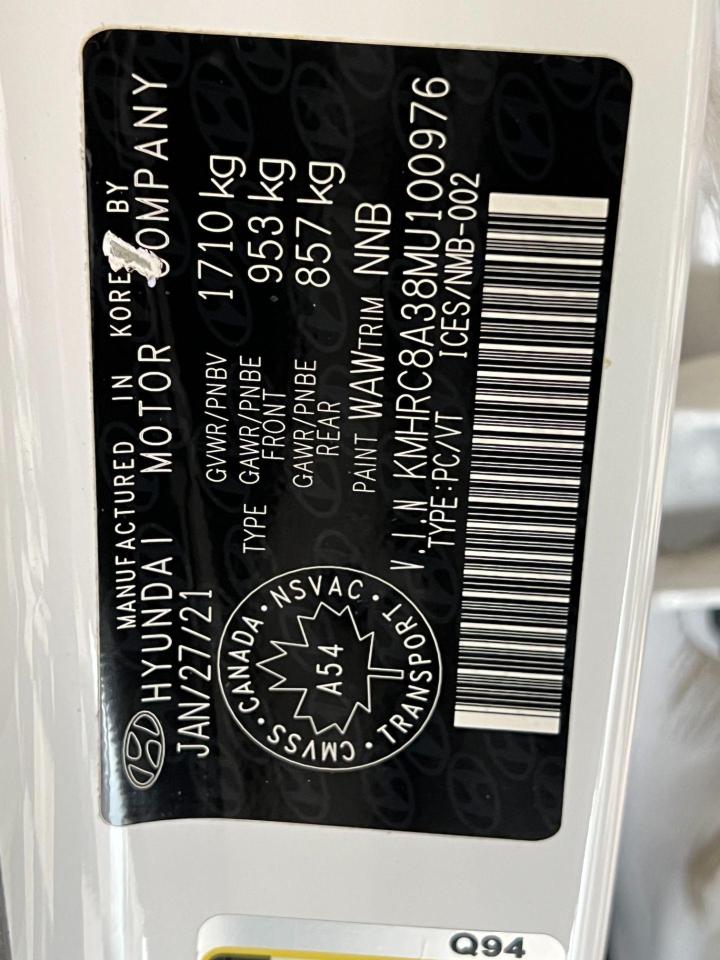 MANUFACTURED IN KORE BY
HYUNDAI MOTOR COMPANY
JAN/27/21
GVWR/PNBV 1710 kg
TYPE GAWR/PNBE FRONT 953 kg
GAWR/PNBE REAR 857 kg
PAINT WAW TRIM NNB
V.I.N KMHRC8A38MU100976
TYPE:PC/VT ICES/NMB-002
CANADA · NSVAC · TRANSPORT · CMVSS ·
A54
Q94